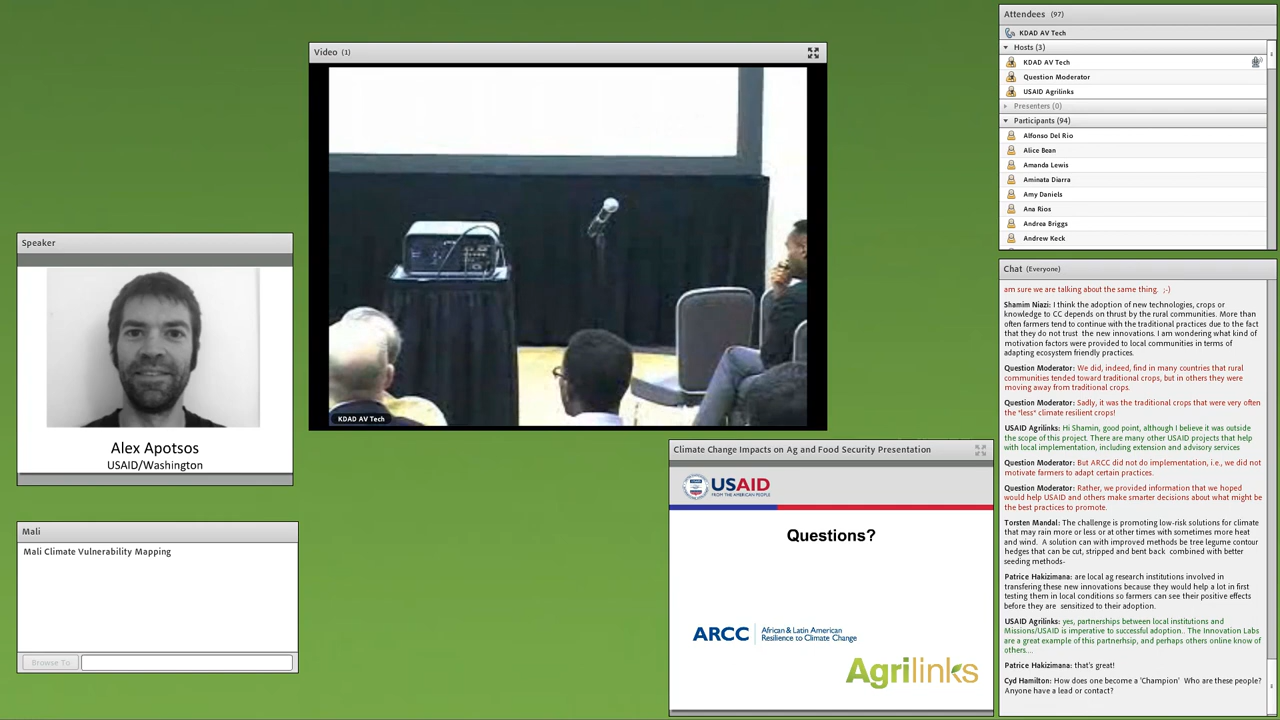 Speaker
Alex Apotsos
USAID/Washington
Mali
Mali Climate Vulnerability Mapping
Browse To
Video (1)
KDAD AV Tech
Climate Change Impacts on Ag and Food Security Presentation
USAID
FROM THE AMERICAN PEOPLE
Questions?
ARCC
African & Latin American
Resilience to Climate Change
Agrilinks
Attendees (97)
KDAD AV Tech
Hosts (3)
KDAD AV Tech
Question Moderator
USAID Agrilinks
Presenters (0)
Participants (94)
Alfonso Del Rio
Alice Bean
Amanda Lewis
Aminata Diarra
Amy Daniels
Ana Rios
Andrea Briggs
Andrew Keck
Chat (Everyone)
am sure we are talking about the same thing. ;-)
Shamim Niazi: I think the adoption of new technologies, crops or
knowledge to CC depends on thrust by the rural communities. More than
often farmers tend to continue with the traditional practices due to the fact
that they do not trust the new innovations. I am wondering what kind of
motivation factors were provided to local communities in terms of
adapting ecosystem friendly practices.
Question Moderator: We did, indeed, find in many countries that rural
communities tended toward traditional crops, but in others they were
moving away from traditional crops.
Question Moderator: Sadly, it was the traditional crops that were very often
the "less" climate resilient crops!
USAID Agrilinks: Hi Shamin, good point, although I believe it was outside
the scope of this project. There are many other USAID projects that help
with local implementation, including extension and advisory services
Question Moderator: But ARCC did not do implementation, i.e., we did not
motivate farmers to adapt certain practices.
Question Moderator: Rather, we provided information that we hoped
would help USAID and others make smarter decisions about what might be
the best practices to promote.
Torsten Mandal: The challenge is promoting low-risk solutions for climate
that may rain more or less or at other times with sometimes more heat
and wind. A solution can with improved methods be tree legume contour
hedges that can be cut, stripped and bent back combined with better
seeding methods-
Patrice Hakizimana: are local ag research institutions involved in
transfering these new innovations because they would help a lot in first
testing them in local conditions so farmers can see their positive effects
before they are sensitized to their adoption.
USAID Agrilinks: yes, partnerships between local institutions and
Missions/USAID is imperative to successful adoption.. The Innovation Labs
are a great example of this partnerhsip, and perhaps others online know of
others....
Patrice Hakizimana: that's great!
Cyd Hamilton: How does one become a 'Champion' Who are these people?
Anyone have a lead or contact?